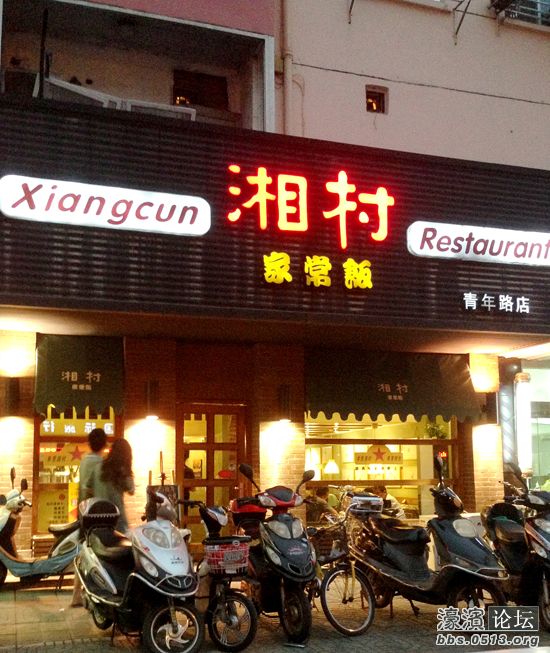 Xiangcun 湘村 Restaurant
家常飯
青年路店
湘村
湘村
濠滨论坛
bbs.0513.org